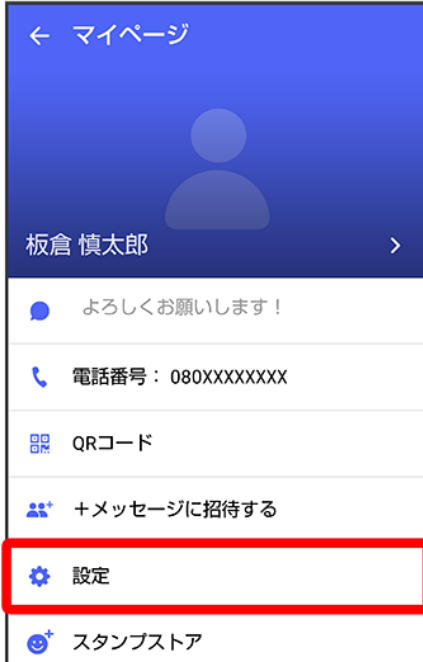 マイページ
板倉 慎太郎
よろしくお願いします！
電話番号： 080XXXXXXXX
QRコード
＋メッセージに招待する
設定
スタンプストア